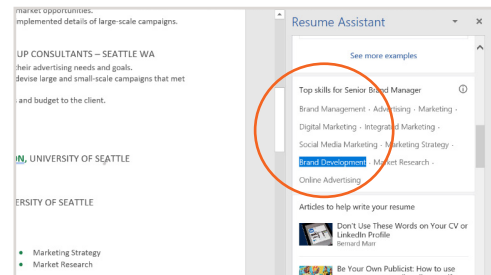 market opportunities.
mplemented details of large-scale campaigns.
UP CONSULTANTS – SEATTLE WA
their advertising needs and goals.
devise large and small-scale campaigns that met
and budget to the client.
ON, UNIVERSITY OF SEATTLE
ERSITY OF SEATTLE
• Marketing Strategy
• Market Research
Resume Assistant
See more examples
Top skills for Senior Brand Manager
Brand Management - Advertising - Marketing -
Digital Marketing - Integrated Marketing -
Social Media Marketing - Marketing Strategy -
Brand Development - Market Research -
Online Advertising
Articles to help write your resume
Don't Use These Words on Your CV or
LinkedIn Profile
Bernard Marr
Be Your Own Publicist: How to use